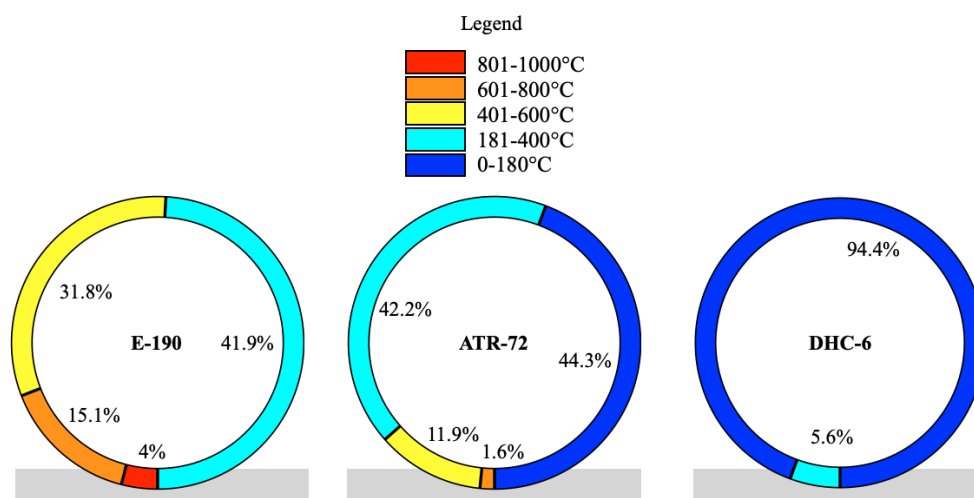 Legend
801-1000°C
601-800°C
401-600°C
181-400°C
0-180°C
31.8%
E-190
41.9%
15.1%
4%
42.2%
ATR-72
44.3%
11.9%
1.6%
94.4%
DHC-6
5.6%